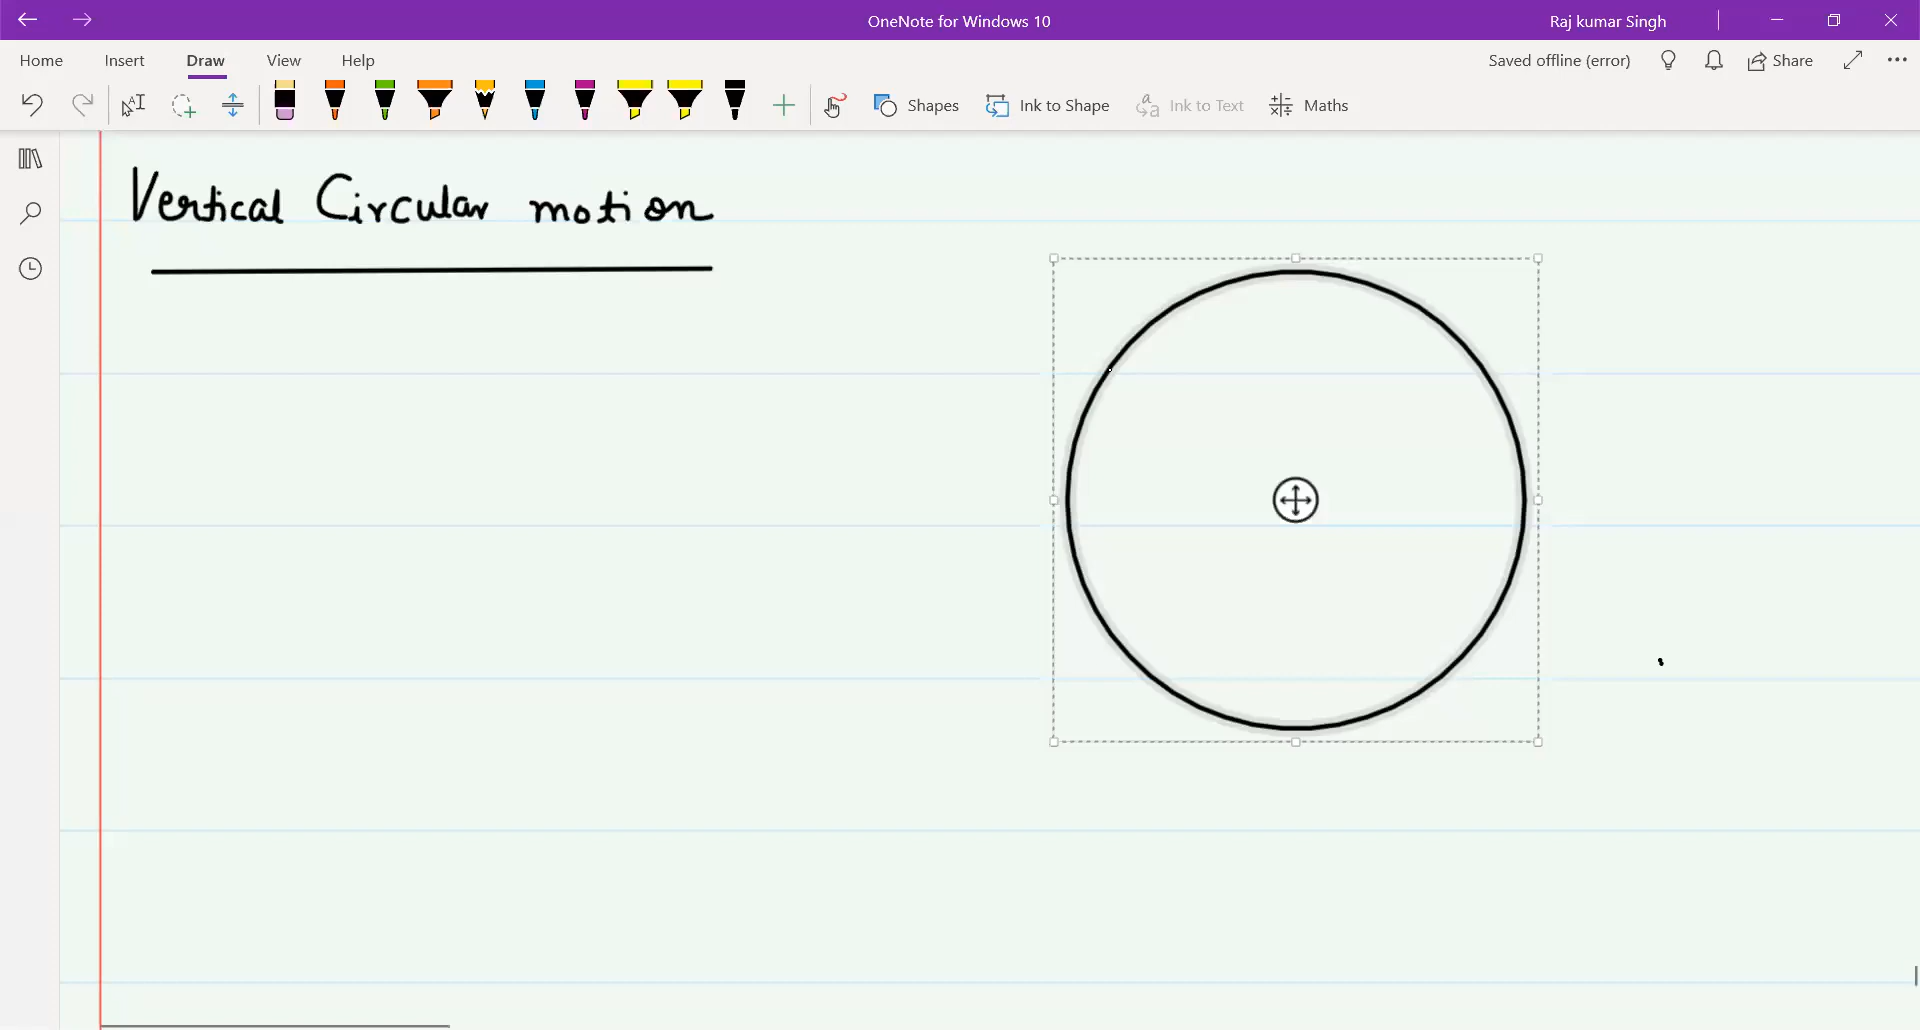 OneNote for Windows 10
Raj kumar Singh
Home Insert Draw View Help
Saved offline (error) Share
Shapes Ink to Shape Ink to Text Maths
Vertical Circular motion